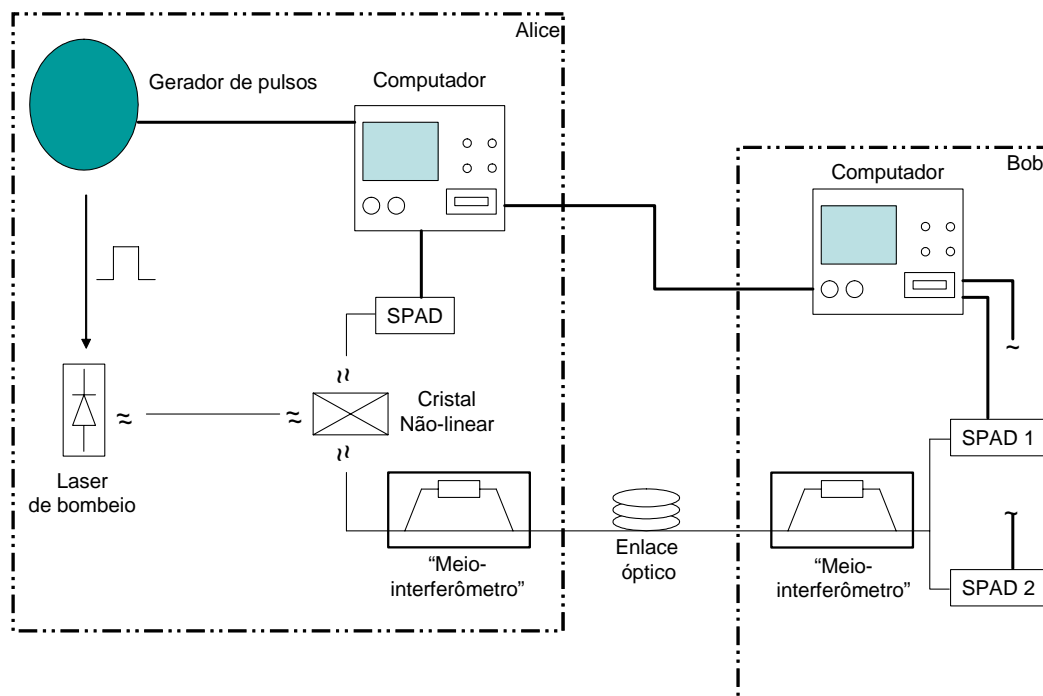 Alice
Gerador de pulsos
Computador
Bob
Computador
SPAD
Cristal
Não-linear
SPAD 1
Laser
de bombeio
“Meio-
interferômetro”
Enlace
óptico
“Meio-
interferômetro”
SPAD 2